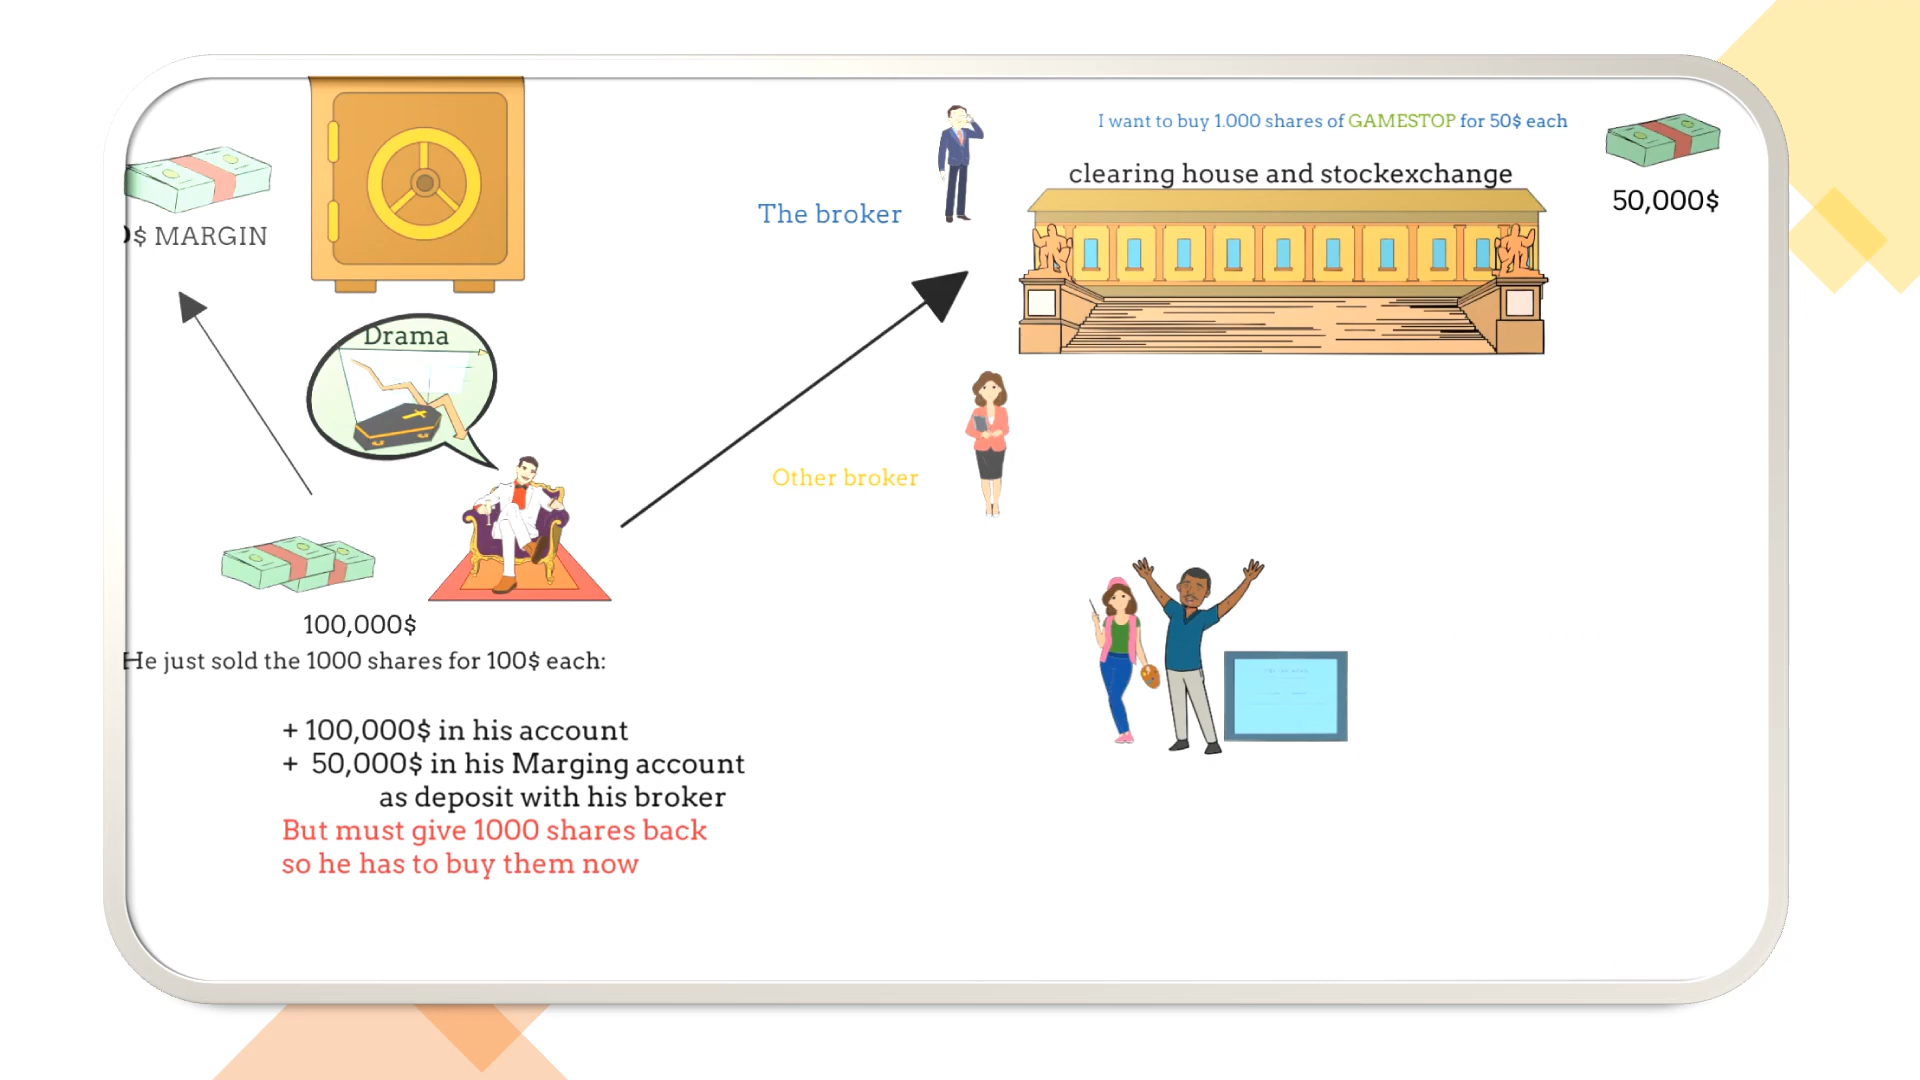 I want to buy 1.000 shares of GAMESTOP for 50$ each
clearing house and stockexchange
50,000$
The broker
$ MARGIN
Drama
Other broker
100,000$
He just sold the 1000 shares for 100$ each:
+ 100,000$ in his account
+ 50,000$ in his Marging account
as deposit with his broker
But must give 1000 shares back
so he has to buy them now